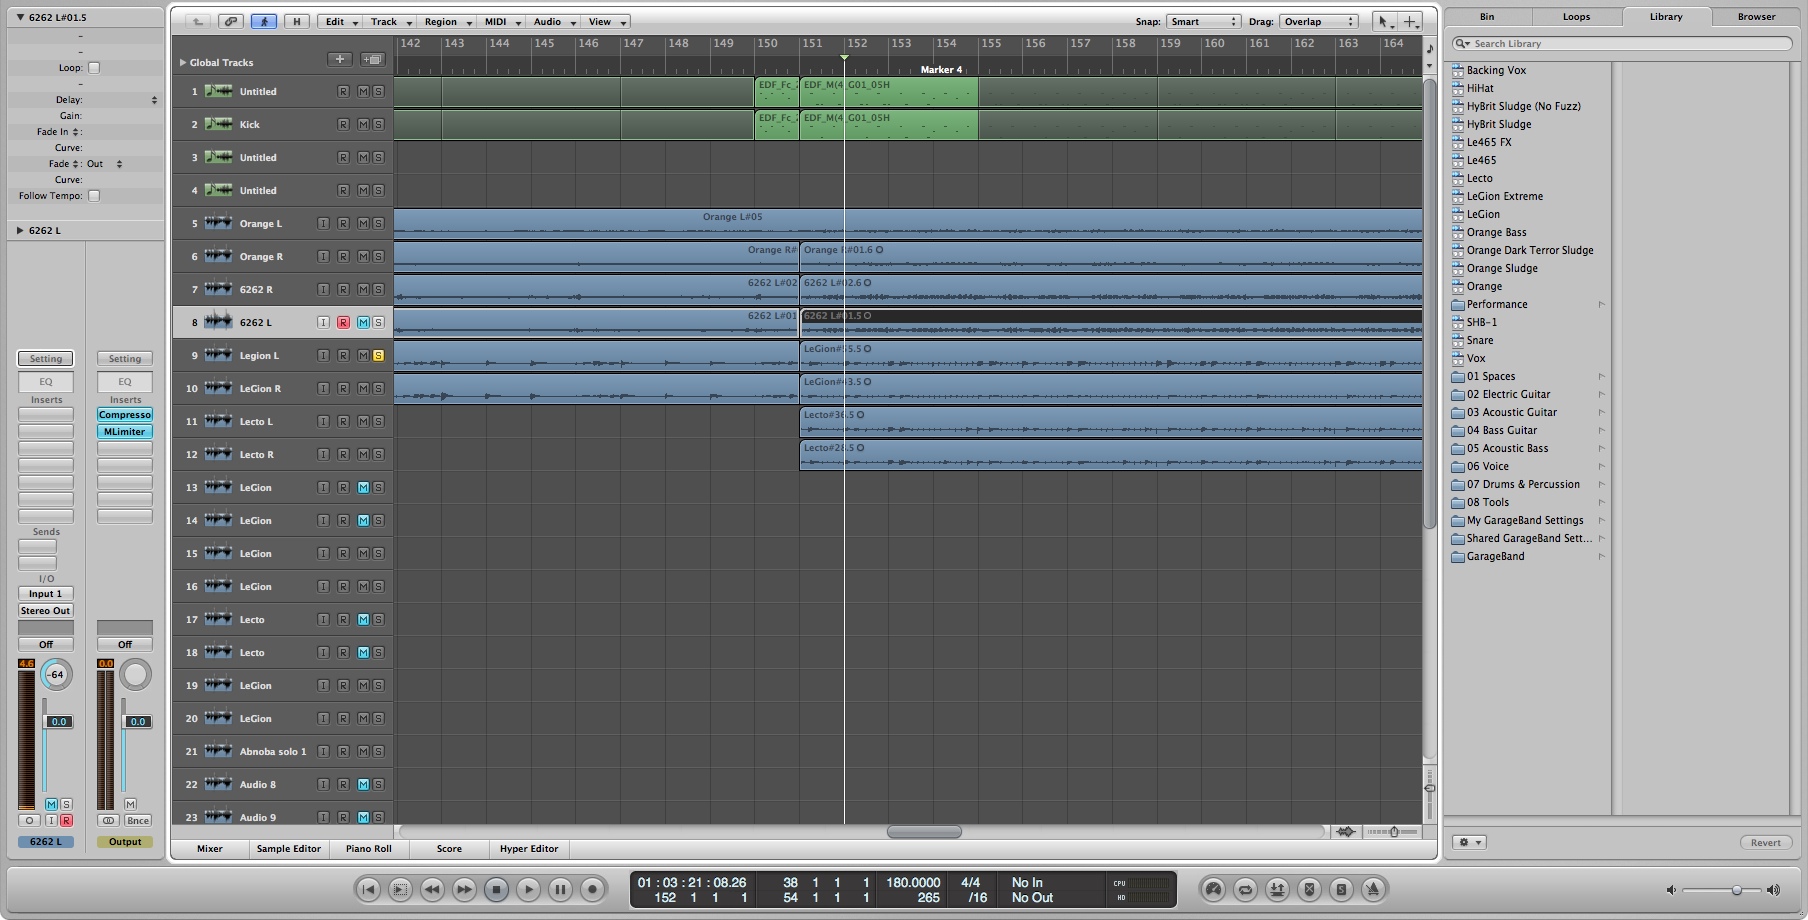 6262 L#01.5
-
-
Loop:
-
Delay:
Gain:
Fade In :
Curve:
Fade : Out
Curve:
Follow Tempo:
6262 L
Setting Setting
EQ EQ
Inserts Inserts
Compresso
MLimiter
Sends
I/O
Input 1
Stereo Out
Off Off
4.6 -64 0.0
0.0 0.0
M S M
I R Bnce
6262 L Output
H Edit Track Region MIDI Audio View Snap: Smart Drag: Overlap
142 143 144 145 146 147 148 149 150 151 152 153 154 155 156 157 158 159 160 161 162 163 164
Global Tracks
Marker 4
1 Untitled R M S EDF_Fc_ EDF_M(4_G01_05H
2 Kick R M S EDF_Fc_ EDF_M(4_G01_05H
3 Untitled R M S
4 Untitled R M S
5 Orange L I R M S Orange L#05
6 Orange R I R M S Orange R# #01.6
7 6262 R I R M S 6262 L#02 6262 L#02.6
8 6262 L I R M S 6262 L#01 6262 L#01.5
9 Legion L I R M S
10 LeGion R I R M S
11 Lecto L I R M S
12 Lecto R I R M S
13 LeGion I R M S
14 LeGion I R M S
15 LeGion I R M S
16 LeGion I R M S
17 Lecto I R M S
18 Lecto I R M S
19 LeGion I R M S
20 LeGion I R M S
21 Abnoba solo 1 I R M S
22 Audio 8 I R M S
23 Audio 9 I R M S
Mixer Sample Editor Piano Roll Score Hyper Editor
01 : 03 : 21 : 08.26 38 1 1 1 180.0000 4/4 No In CPU
152 1 1 1 54 1 1 1 265 /16 No Out HD
Bin Loops Library Browser
Search Library
Backing Vox
HiHat
HyBrit Sludge (No Fuzz)
HyBrit Sludge
Le465 FX
Le465
Lecto
LeGion Extreme
LeGion
Orange Bass
Orange Dark Terror Sludge
Orange Sludge
Orange
Performance
SHB-1
Snare
Vox
01 Spaces
02 Electric Guitar
03 Acoustic Guitar
04 Bass Guitar
05 Acoustic Bass
06 Voice
07 Drums & Percussion
08 Tools
My GarageBand Settings
Shared GarageBand Sett...
GarageBand
Revert